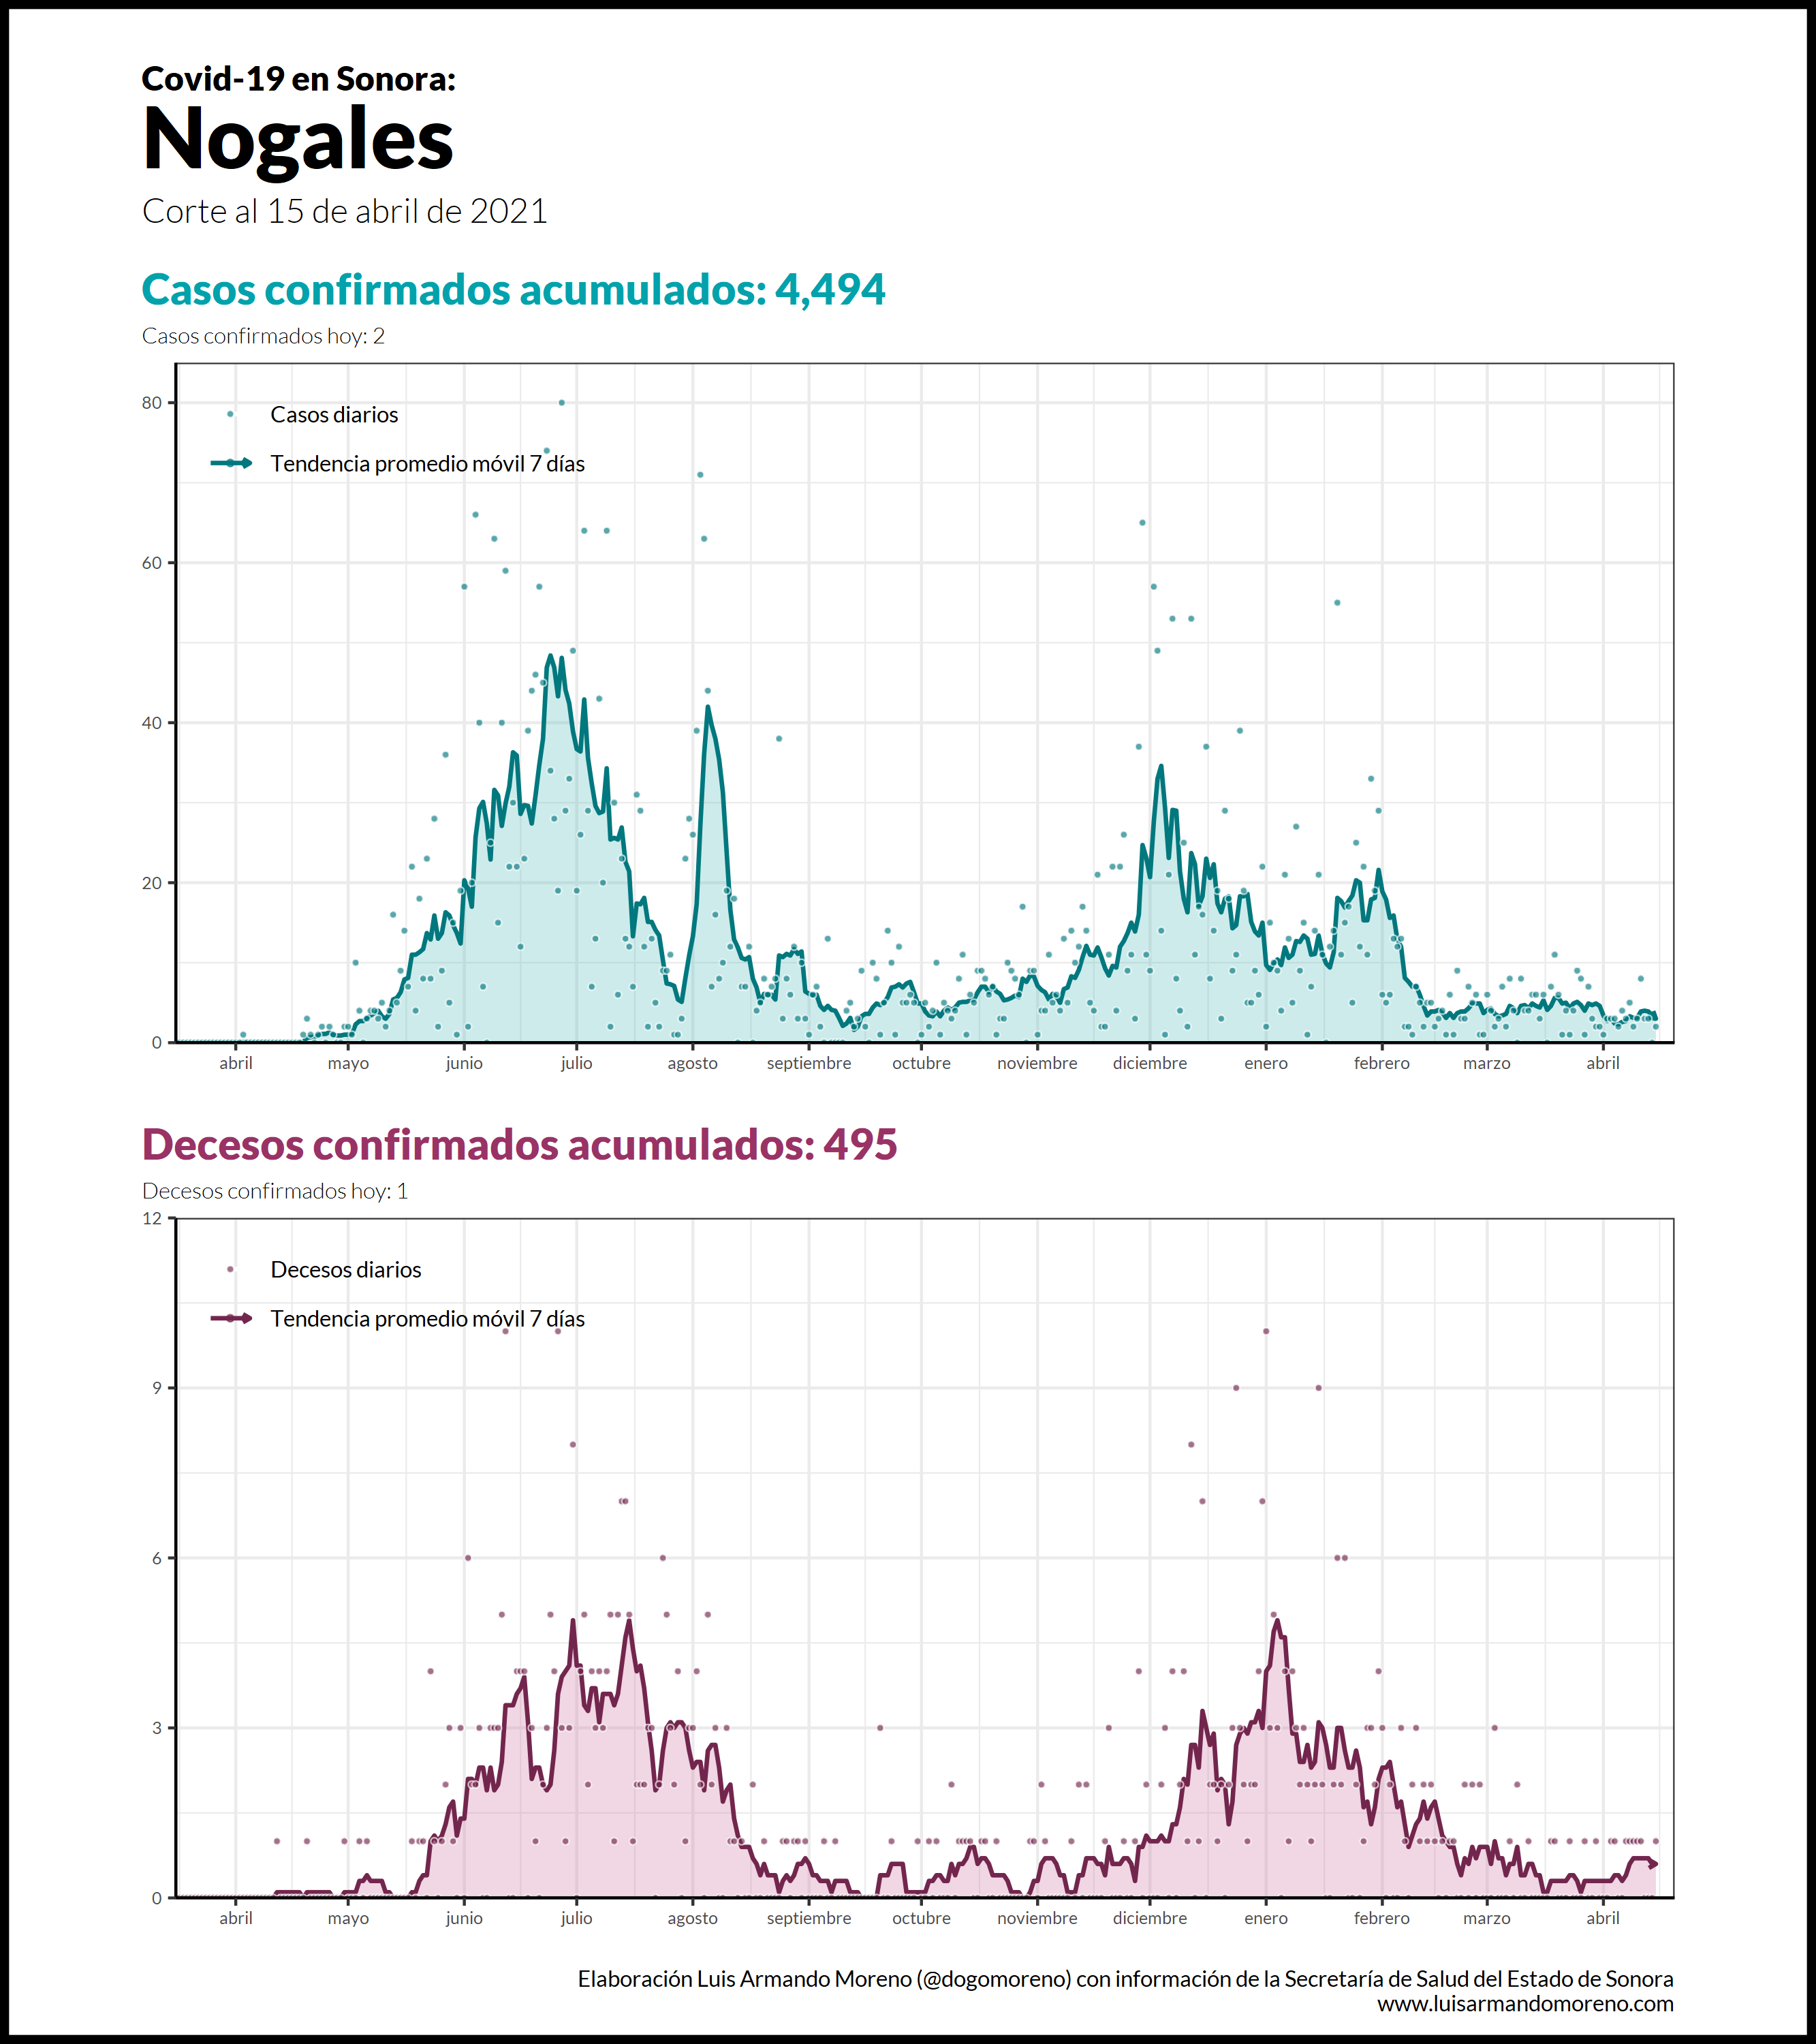 Covid-19 en Sonora:
Nogales
Corte al 15 de abril de 2021
Casos confirmados acumulados: 4,494
Casos confirmados hoy: 2
80
60
40
20
0
Casos diarios
Tendencia promedio móvil 7 días
abril mayo junio julio agosto septiembre octubre noviembre diciembre enero febrero marzo abril
Decesos confirmados acumulados: 495
Decesos confirmados hoy: 1
12
9
6
3
0
Decesos diarios
Tendencia promedio móvil 7 días
abril mayo junio julio agosto septiembre octubre noviembre diciembre enero febrero marzo abril
Elaboración Luis Armando Moreno (@dogomoreno) con información de la Secretaría de Salud del Estado de Sonora
www.luisarmandomoreno.com